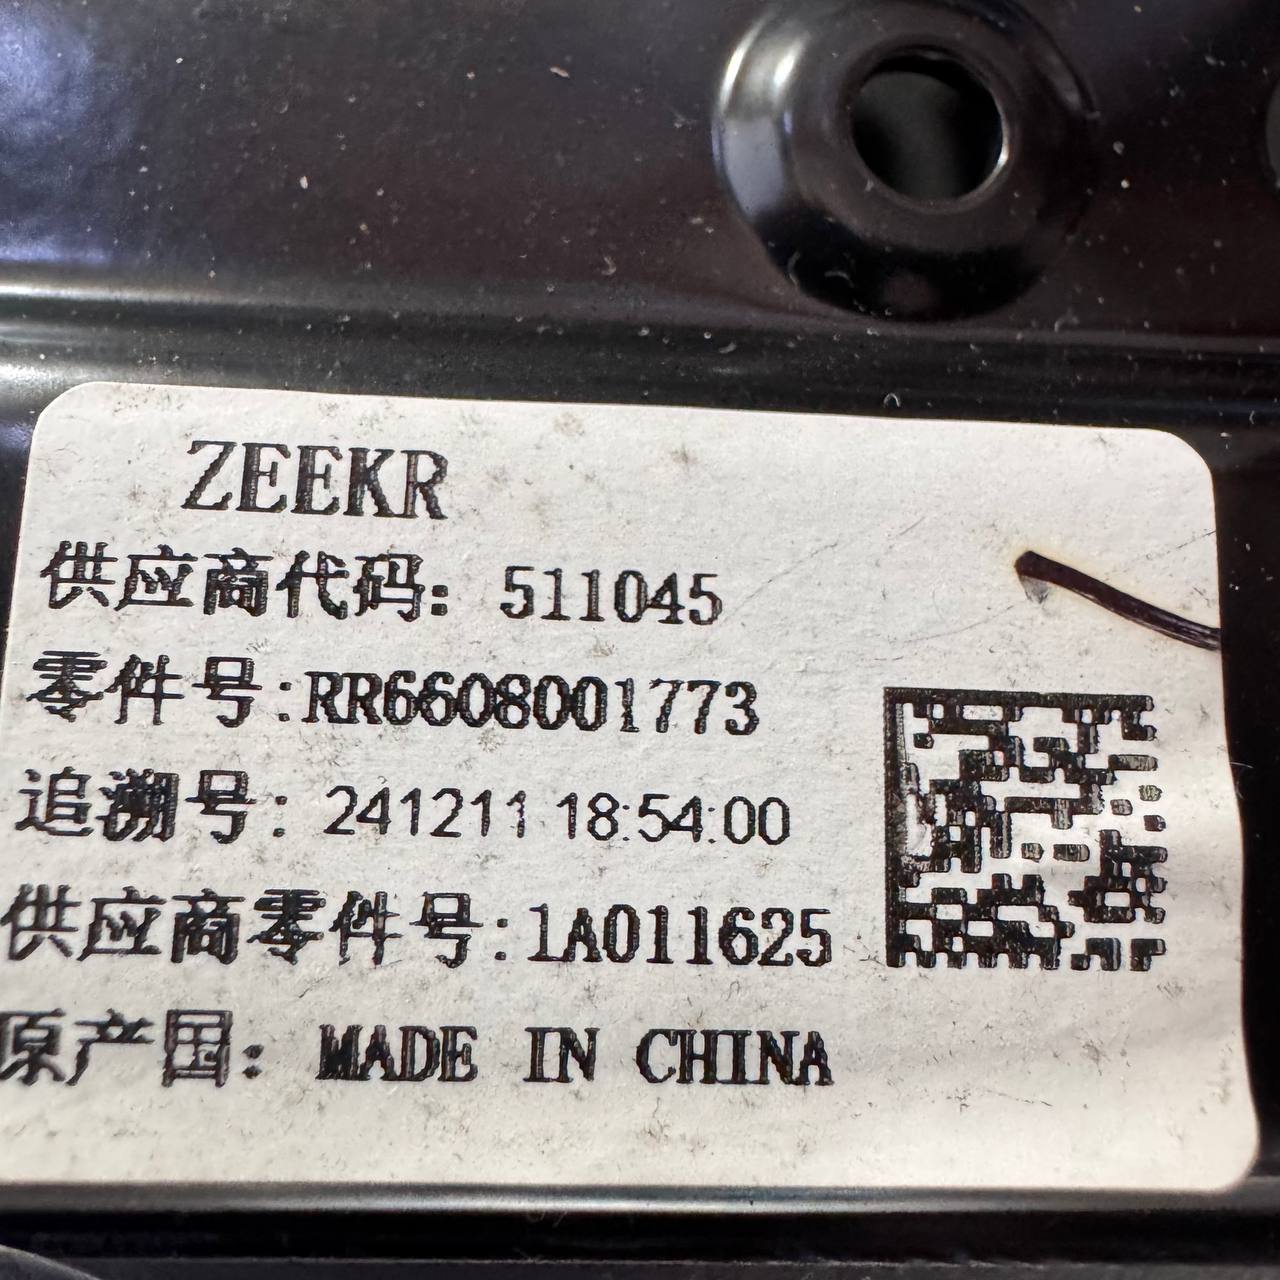 ZEEKR
供应商代码: 511045
零件号:RR6608001773
追溯号: 241211 18:54:00
供应商零件号:1A011625
原产国: MADE IN CHINA